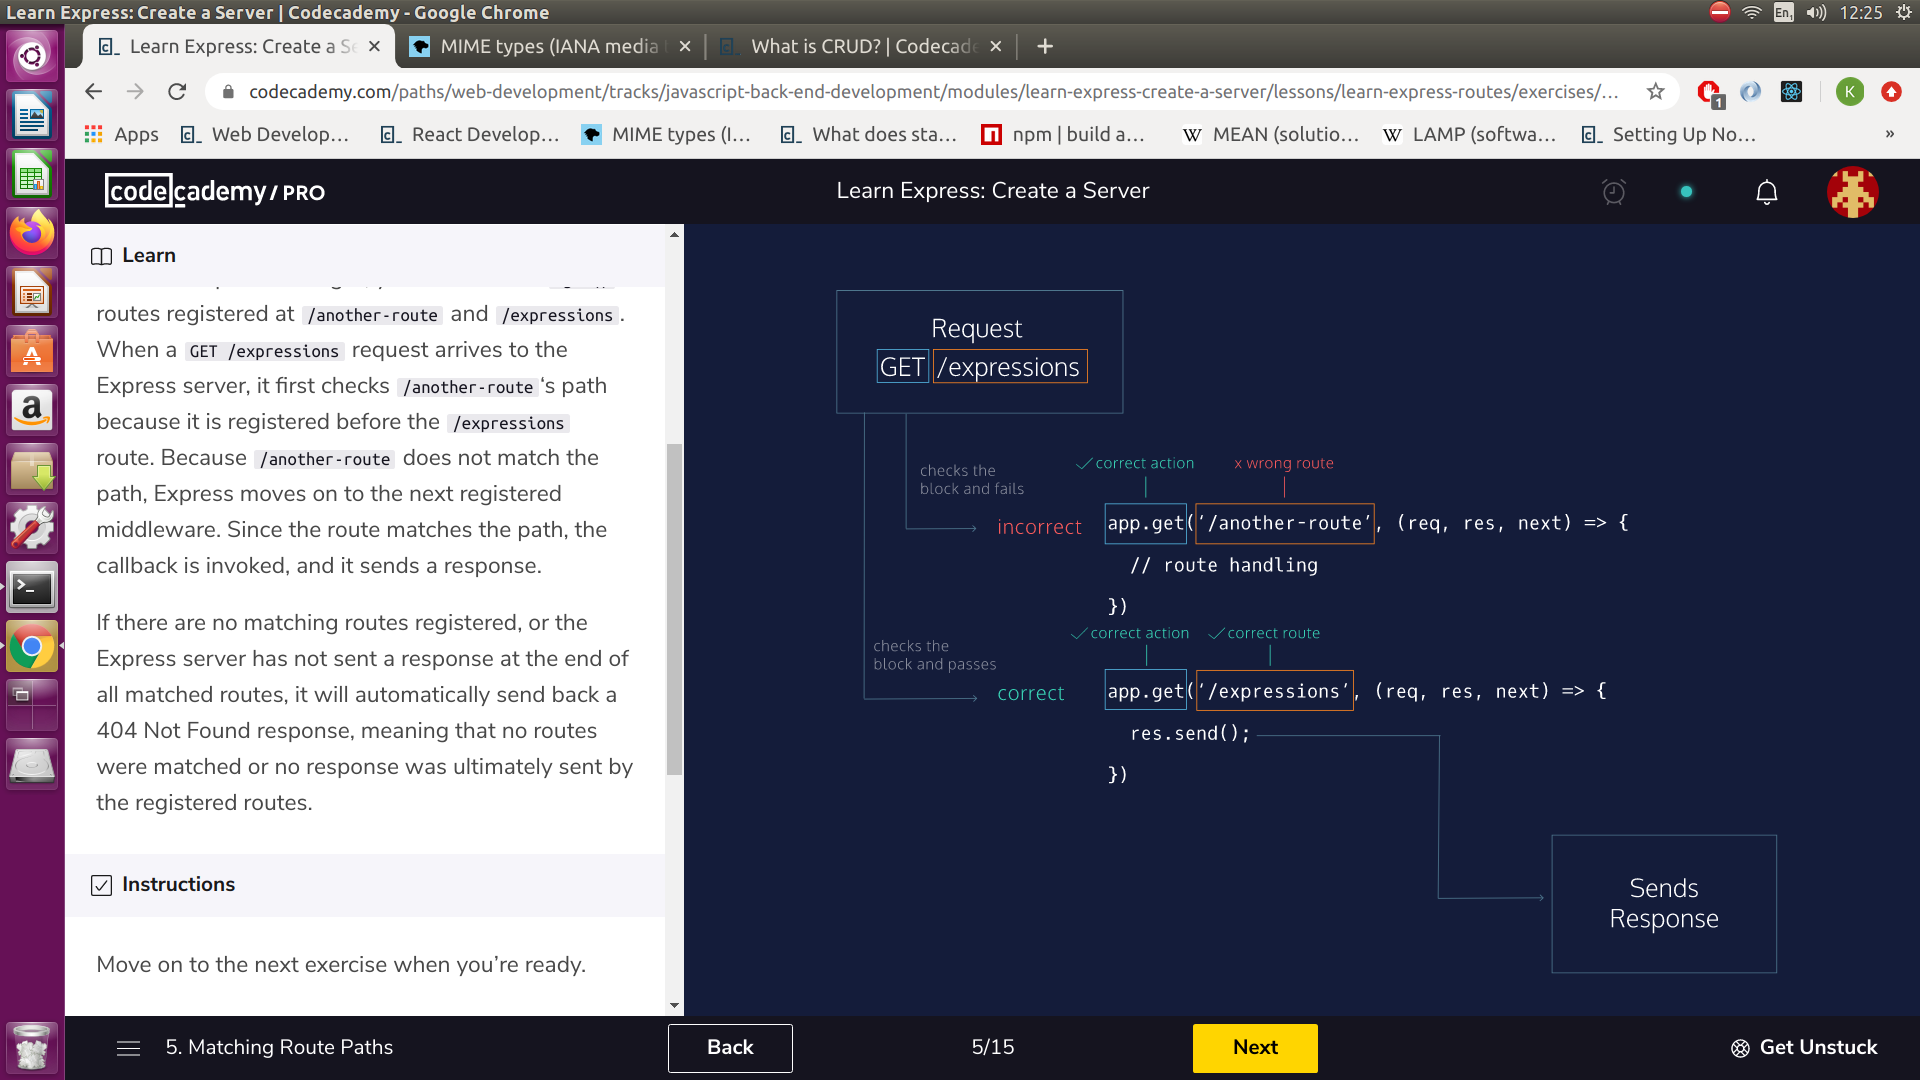 Learn Express: Create a Server | Codecademy - Google Chrome
En
12:25
Learn Express: Create a Se
MIME types (IANA media
What is CRUD? | Codecade
codecademy.com/paths/web-development/tracks/javascript-back-end-development/modules/learn-express-create-a-server/lessons/learn-express-routes/exercises/...
1
K
Apps
Web Develop...
React Develop...
MIME types (I...
What does sta...
npm | build a...
W MEAN (solutio...
W LAMP (softwa...
Setting Up No...
»
codecademy / PRO
Learn Express: Create a Server
Learn
routes registered at /another-route and /expressions.
When a GET /expressions request arrives to the
Express server, it first checks /another-route‘s path
because it is registered before the /expressions
route. Because /another-route does not match the
path, Express moves on to the next registered
middleware. Since the route matches the path, the
callback is invoked, and it sends a response.
If there are no matching routes registered, or the
Express server has not sent a response at the end of
all matched routes, it will automatically send back a
404 Not Found response, meaning that no routes
were matched or no response was ultimately sent by
the registered routes.
Instructions
Move on to the next exercise when you’re ready.
Request
GET /expressions
checks the
block and fails
✓ correct action
x wrong route
incorrect
app.get('/another-route', (req, res, next) => {
// route handling
})
checks the
block and passes
✓ correct action
✓ correct route
correct
app.get('/expressions', (req, res, next) => {
res.send();
})
Sends
Response
5. Matching Route Paths
Back
5/15
Next
Get Unstuck